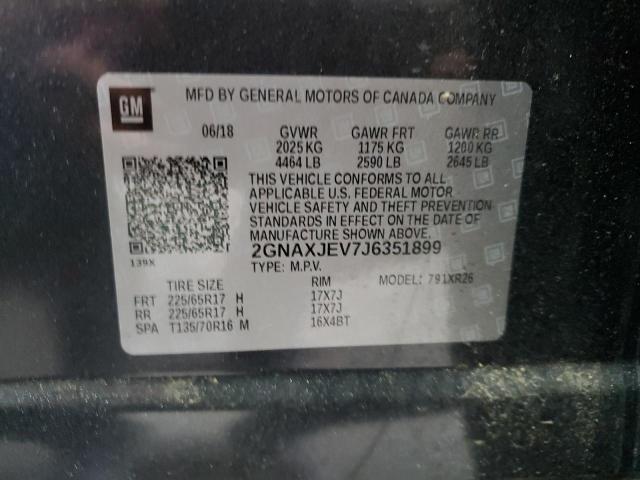 GM
MFD BY GENERAL MOTORS OF CANADA COMPANY
06/18 GVWR GAWR FRT GAWR RR
2025 KG 1175 KG 1200 KG
4464 LB 2590 LB 2645 LB
THIS VEHICLE CONFORMS TO ALL
APPLICABLE U.S. FEDERAL MOTOR
VEHICLE SAFETY AND THEFT PREVENTION
STANDARDS IN EFFECT ON THE DATE OF
MANUFACTURE SHOWN ABOVE.
139X
2GNAXJEV7J6351899
TYPE: M.P.V. MODEL: 791XR26
TIRE SIZE RIM
FRT 225/65R17 H 17X7J
RR 225/65R17 H 17X7J
SPA T135/70R16 M 16X4BT